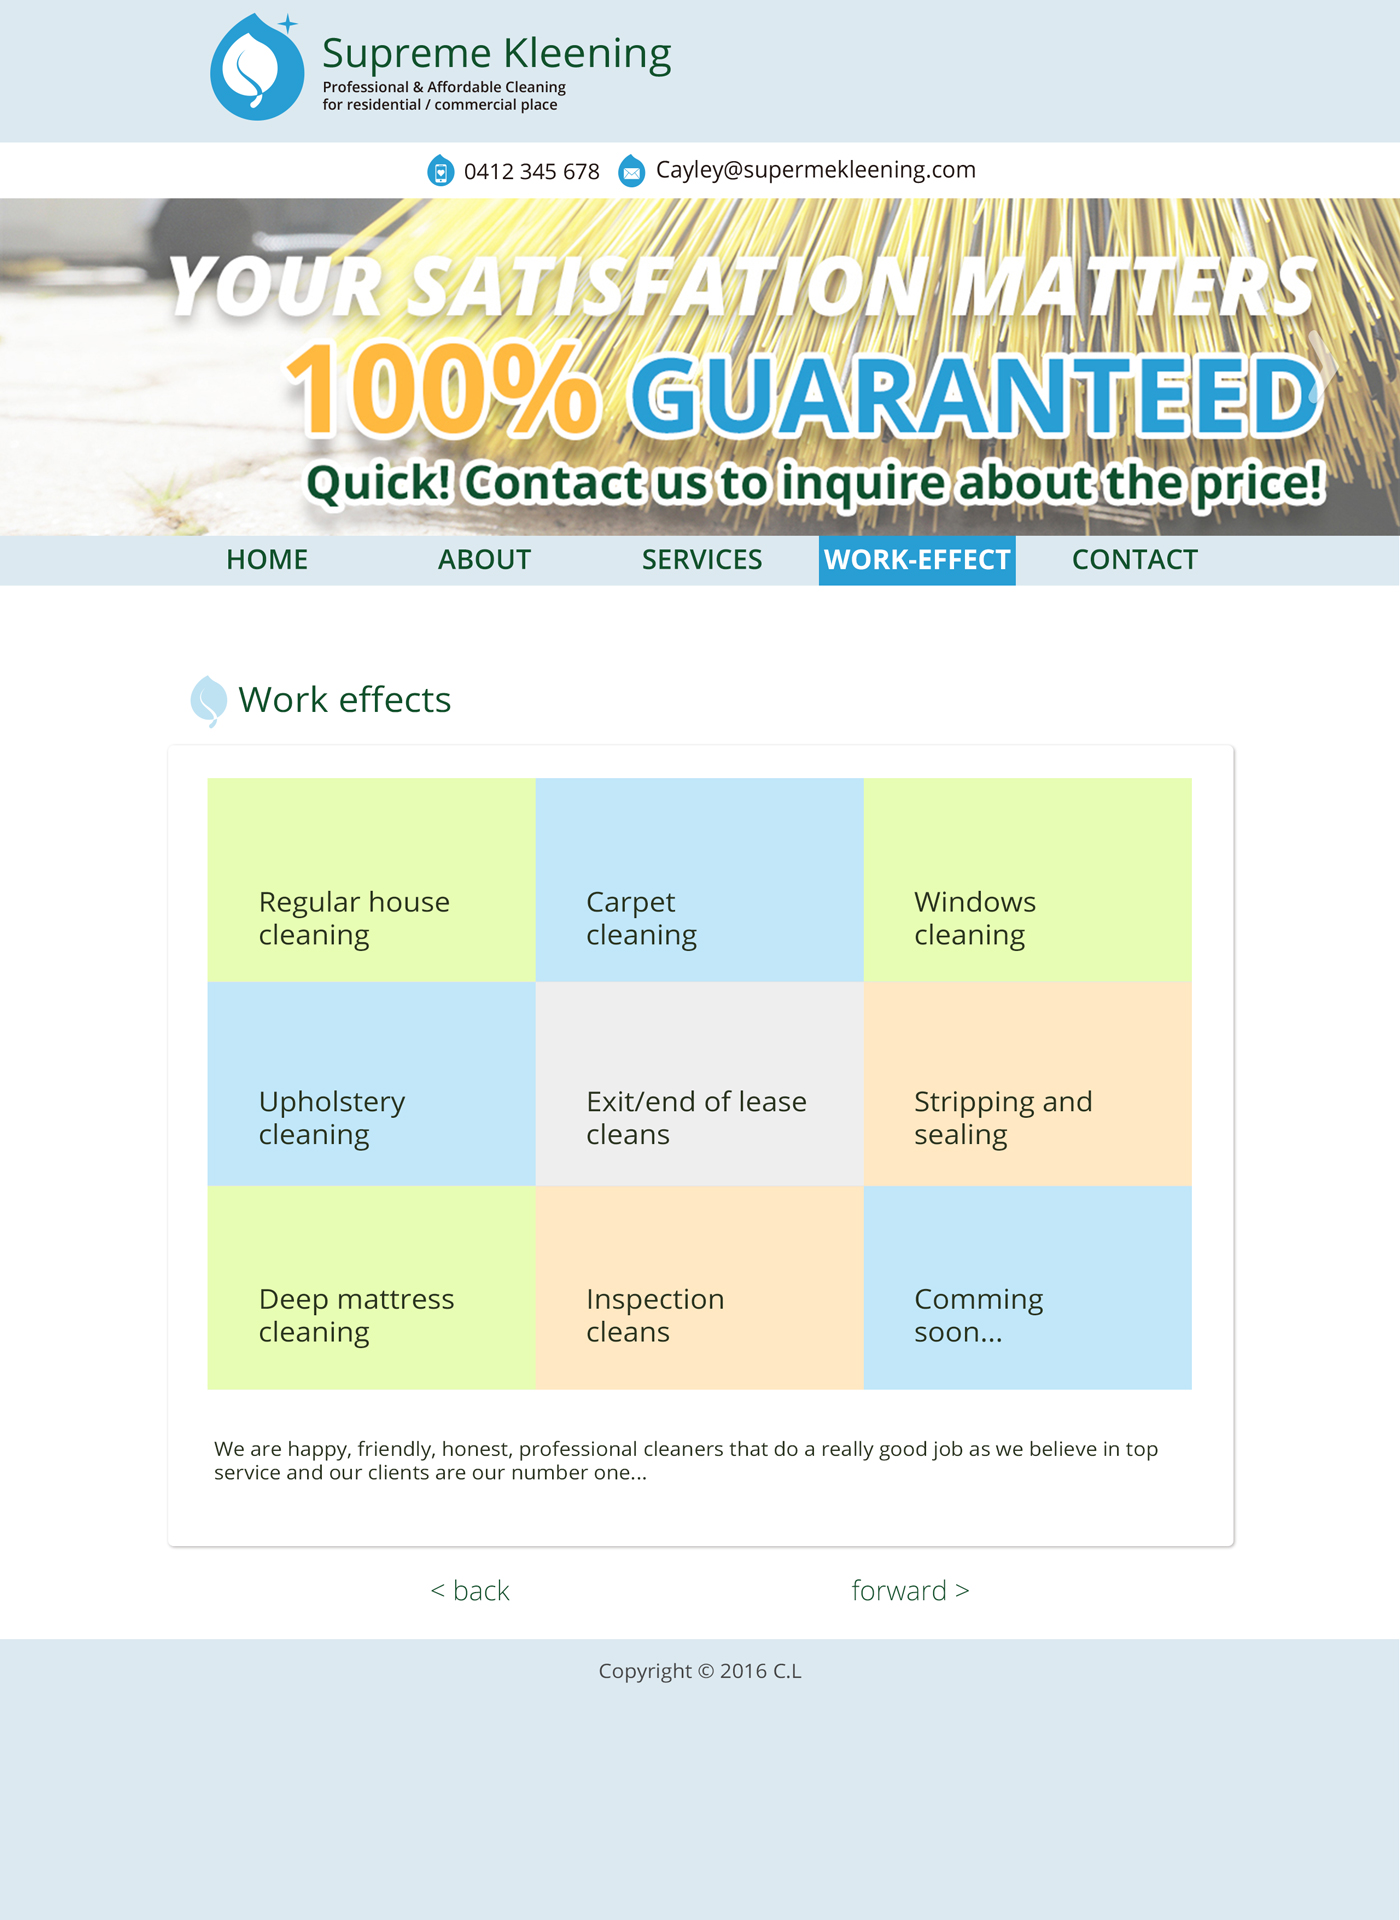 Supreme Kleening
Professional & Affordable Cleaning
for residential / commercial place
0412 345 678 Cayley@supermekleening.com
YOUR SATISFATION MATTERS
100% GUARANTEED
Quick! Contact us to inquire about the price!
HOME ABOUT SERVICES WORK-EFFECT CONTACT
Work effects
Regular house
cleaning
Carpet
cleaning
Windows
cleaning
Upholstery
cleaning
Exit/end of lease
cleans
Stripping and
sealing
Deep mattress
cleaning
Inspection
cleans
Comming
soon...
We are happy, friendly, honest, professional cleaners that do a really good job as we believe in top
service and our clients are our number one...
< back forward >
Copyright © 2016 C.L